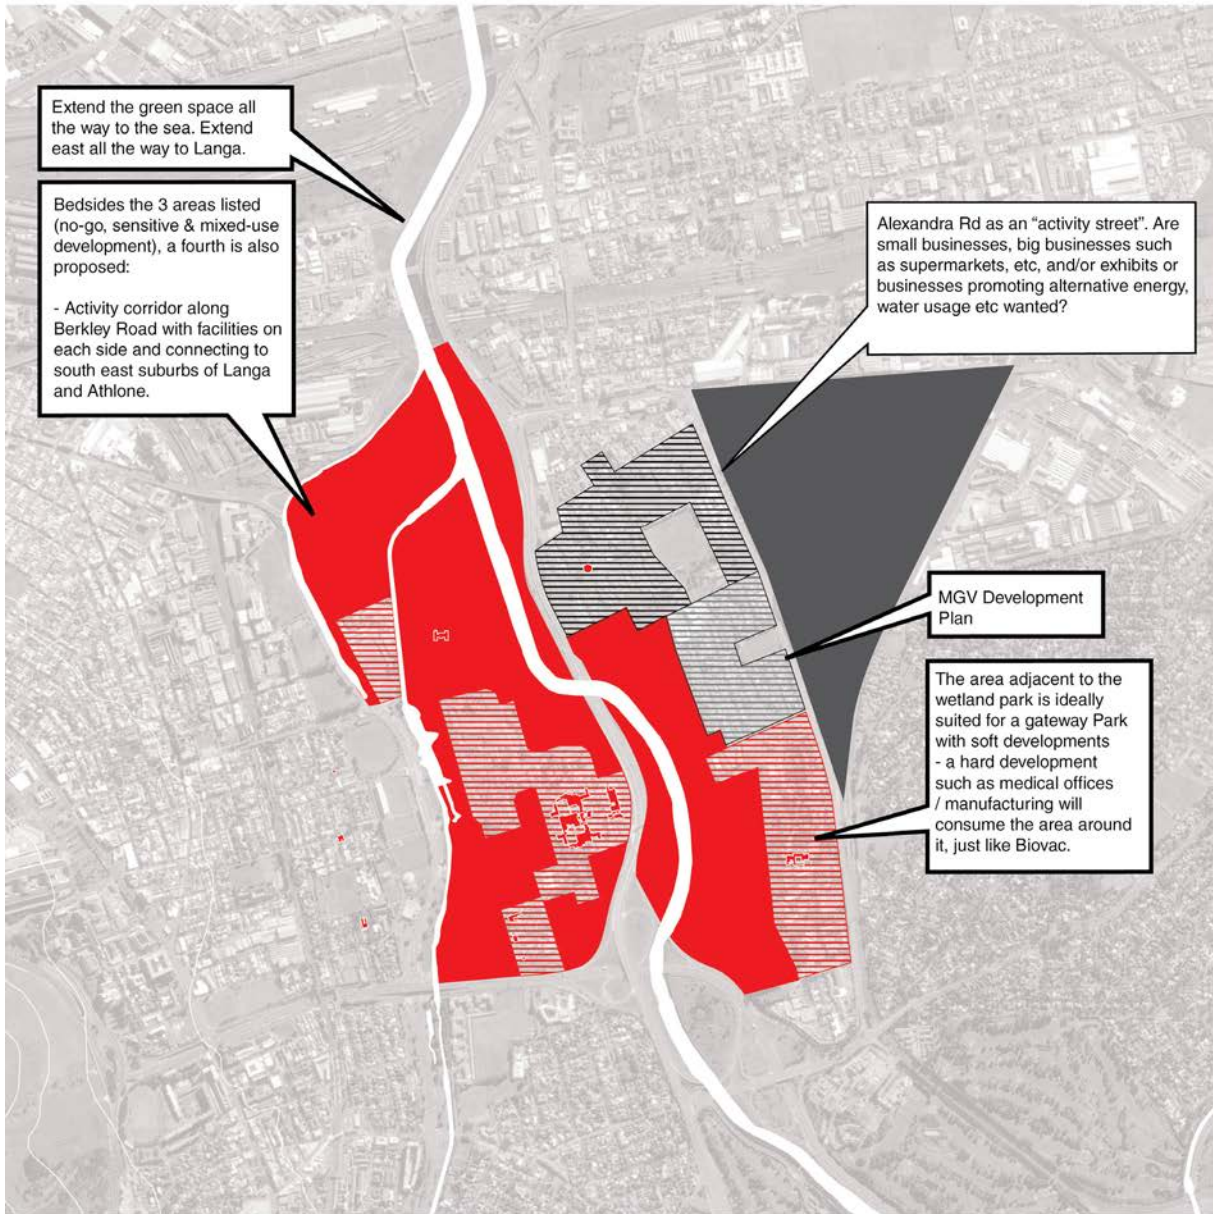 Extend the green space all
the way to the sea. Extend
east all the way to Langa.
Bedsides the 3 areas listed
(no-go, sensitive & mixed-use
development), a fourth is also
proposed:
- Activity corridor along
Berkley Road with facilities on
each side and connecting to
south east suburbs of Langa
and Athlone.
Alexandra Rd as an “activity street”. Are
small businesses, big businesses such
as supermarkets, etc, and/or exhibits or
businesses promoting alternative energy,
water usage etc wanted?
MGV Development
Plan
The area adjacent to the
wetland park is ideally
suited for a gateway Park
with soft developments
- a hard development
such as medical offices
/ manufacturing will
consume the area around
it, just like Biovac.